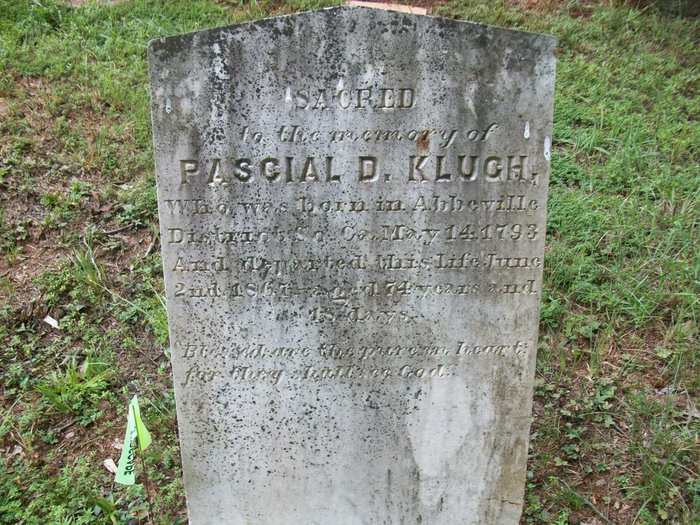 SACRED
to the memory of
PASCIAL D. KLUGH,
Who was born in Abbeville
District So. Ca. May 14. 1793
And departed this life June
2nd 1867. aged 74 years and
18 days.
Blessed are the pure in heart
for they shall see God.